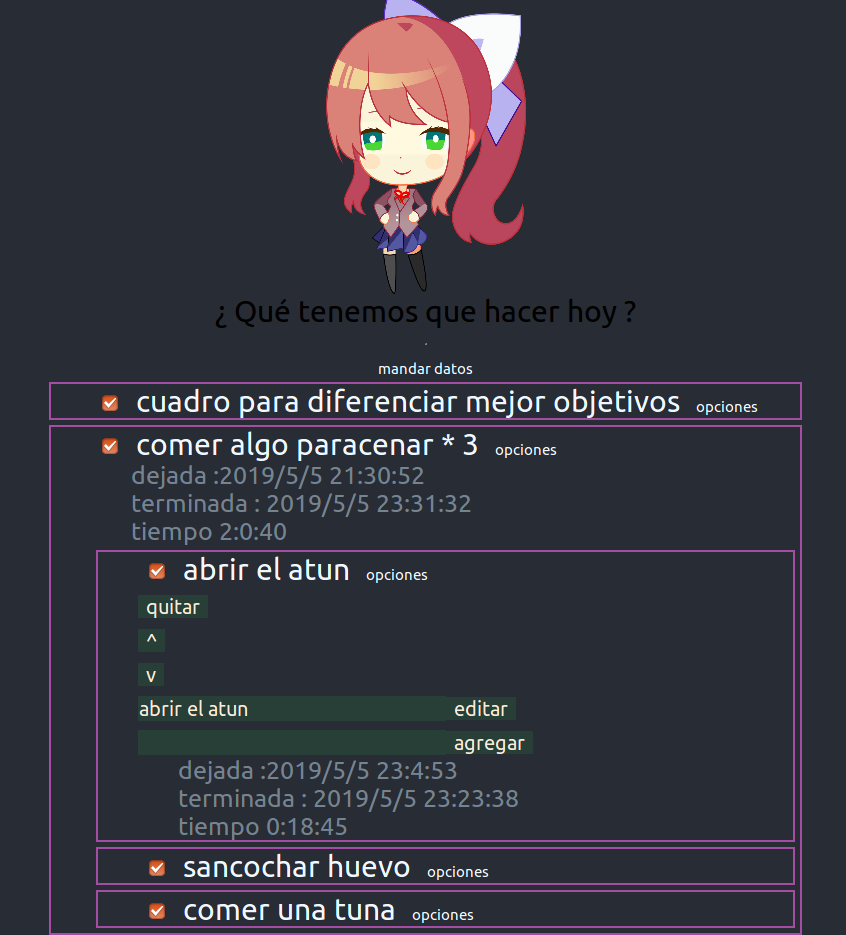 ¿ Qué tenemos que hacer hoy ?
.
mandar datos
cuadro para diferenciar mejor objetivos opciones
comer algo paracenar * 3 opciones
dejada :2019/5/5 21:30:52
terminada : 2019/5/5 23:31:32
tiempo 2:0:40
abrir el atun opciones
quitar
^
v
abrir el atun editar
agregar
dejada :2019/5/5 23:4:53
terminada : 2019/5/5 23:23:38
tiempo 0:18:45
sancochar huevo opciones
comer una tuna opciones